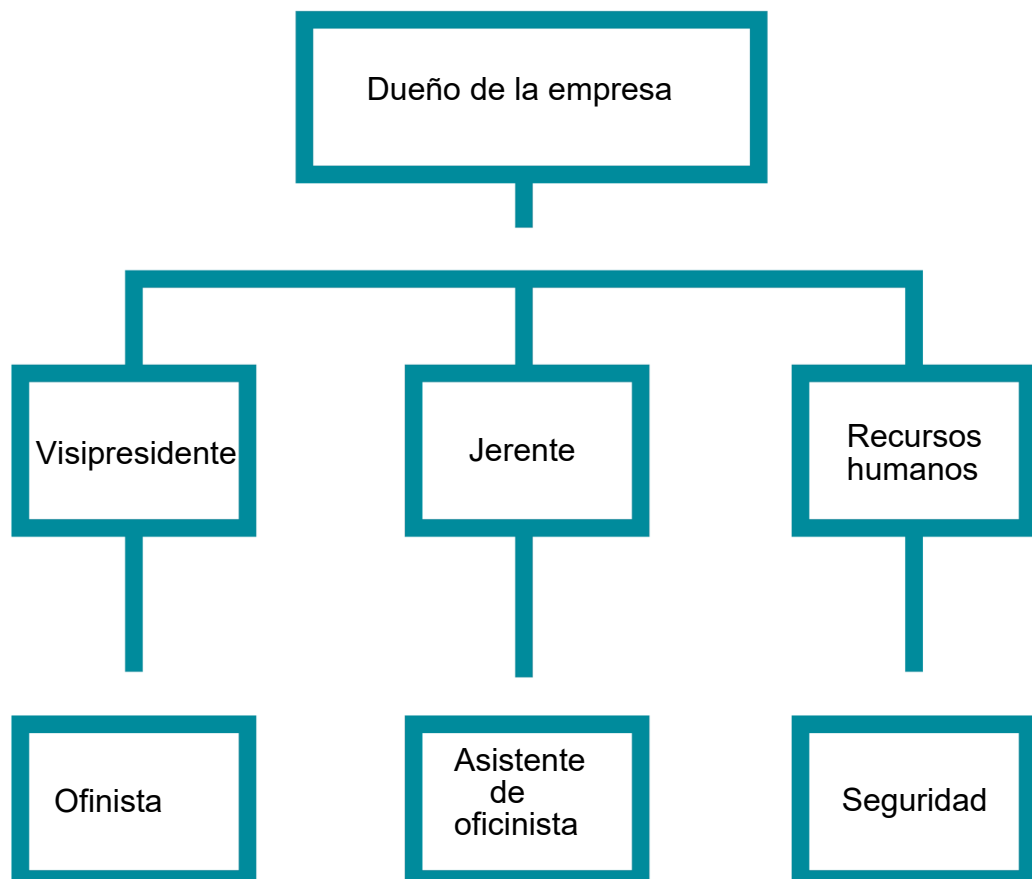 Dueño de la empresa
Visipresidente
Jerente
Recursos
humanos
Ofinista
Asistente
de
oficinista
Seguridad